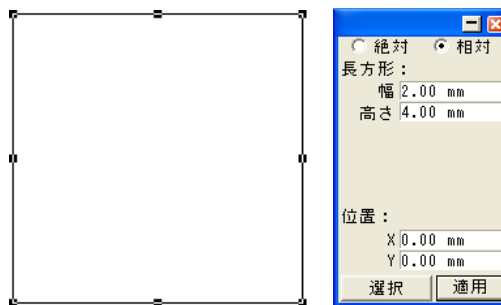 絶対 相対
長方形：
幅 2.00 mm
高さ 4.00 mm
位置：
X 0.00 mm
Y 0.00 mm
選択 適用